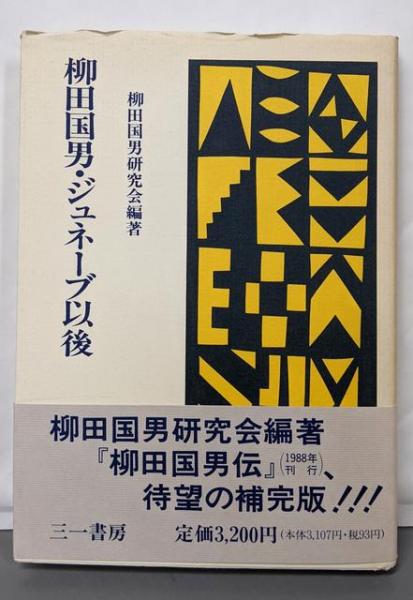 柳田国男・ジュネーブ以後
柳田国男研究会編著
柳田国男研究会編著
『柳田国男伝』(1988年刊行)、
待望の補完版!!!
三一書房 定価3,200円(本体3,107円・税93円)